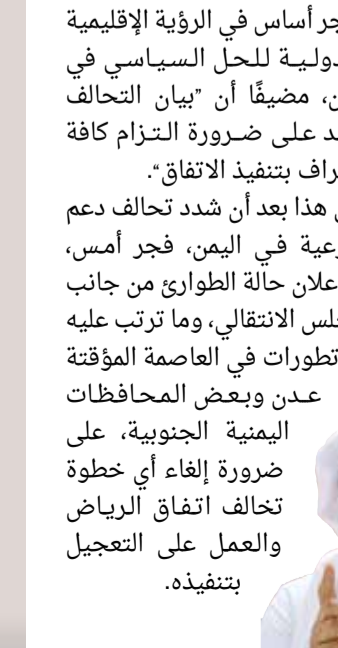 جر أساس في الرؤية الإقليمية
دولية للحل السياسي في
ن، مضيفًا أن "بيان التحالف
د على ضرورة التزام كافة
راف بتنفيذ الاتفاق".
هذا بعد أن شدد تحالف دعم
رعية في اليمن، فجر أمس،
علان حالة الطوارئ من جانب
لس الانتقالي، وما ترتب عليه
تطورات في العاصمة المؤقتة
عدن وبعض المحافظات
اليمنية الجنوبية، على
ضرورة إلغاء أي خطوة
تخالف اتفاق الرياض
والعمل على التعجيل
بتنفيذه.